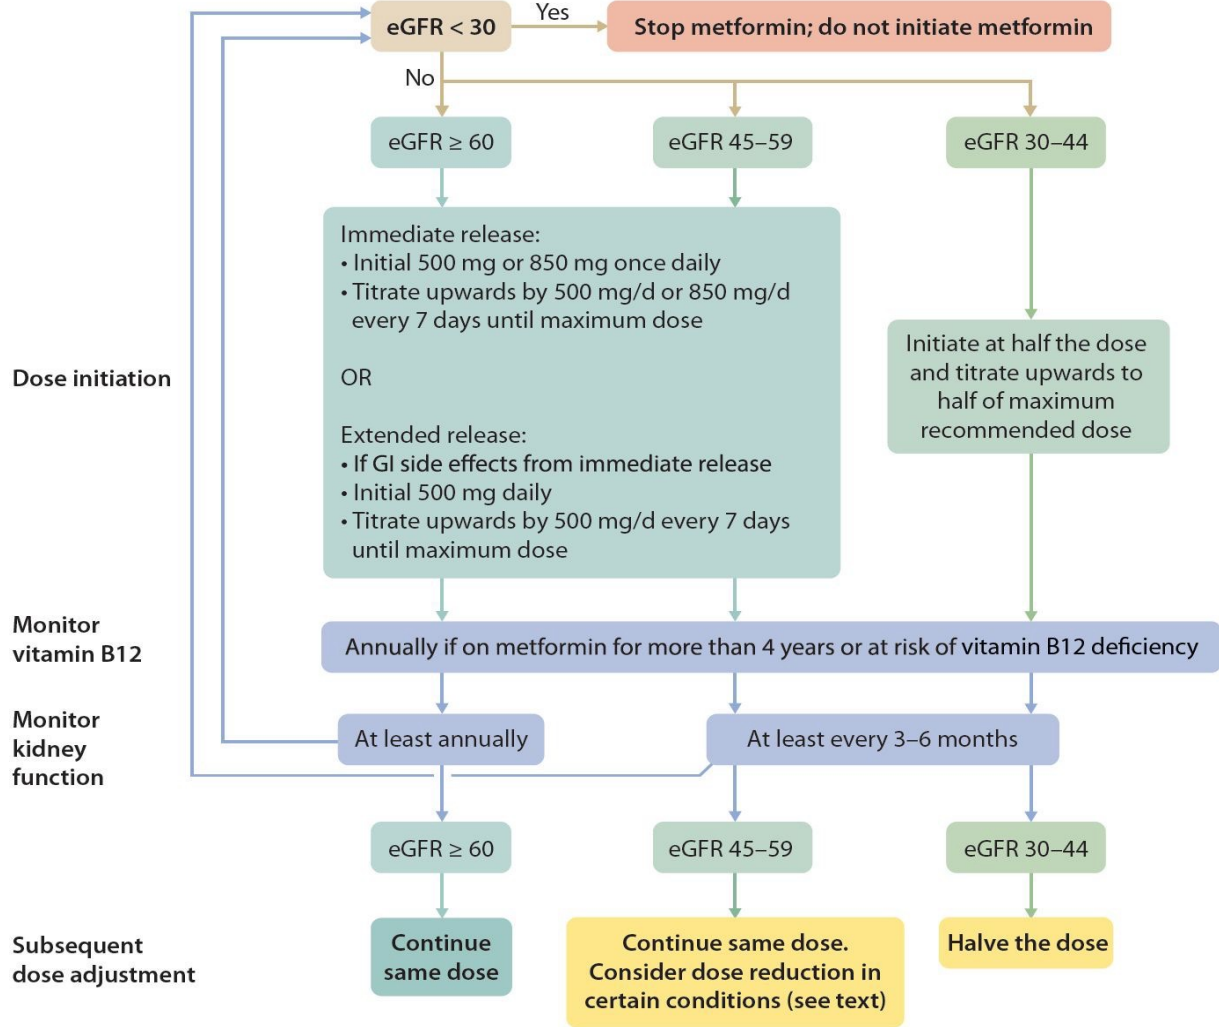 eGFR < 30
Yes
Stop metformin; do not initiate metformin
No
eGFR ≥ 60
eGFR 45–59
eGFR 30–44
Dose initiation
Immediate release:
• Initial 500 mg or 850 mg once daily
• Titrate upwards by 500 mg/d or 850 mg/d
every 7 days until maximum dose
OR
Extended release:
• If GI side effects from immediate release
• Initial 500 mg daily
• Titrate upwards by 500 mg/d every 7 days
until maximum dose
Initiate at half the dose
and titrate upwards to
half of maximum
recommended dose
Monitor
vitamin B12
Annually if on metformin for more than 4 years or at risk of vitamin B12 deficiency
Monitor
kidney
function
At least annually
At least every 3–6 months
eGFR ≥ 60
eGFR 45–59
eGFR 30–44
Subsequent
dose adjustment
Continue
same dose
Continue same dose.
Consider dose reduction in
certain conditions (see text)
Halve the dose